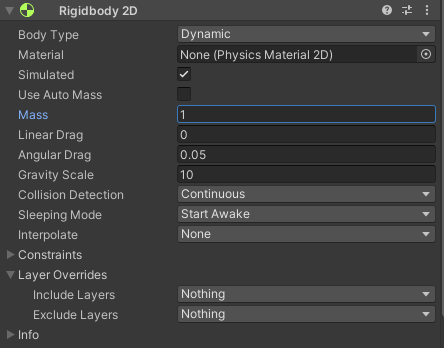 Rigidbody 2D
Body Type Dynamic
Material None (Physics Material 2D)
Simulated
Use Auto Mass
Mass 1
Linear Drag 0
Angular Drag 0.05
Gravity Scale 10
Collision Detection Continuous
Sleeping Mode Start Awake
Interpolate None
Constraints
Layer Overrides
Include Layers Nothing
Exclude Layers Nothing
Info